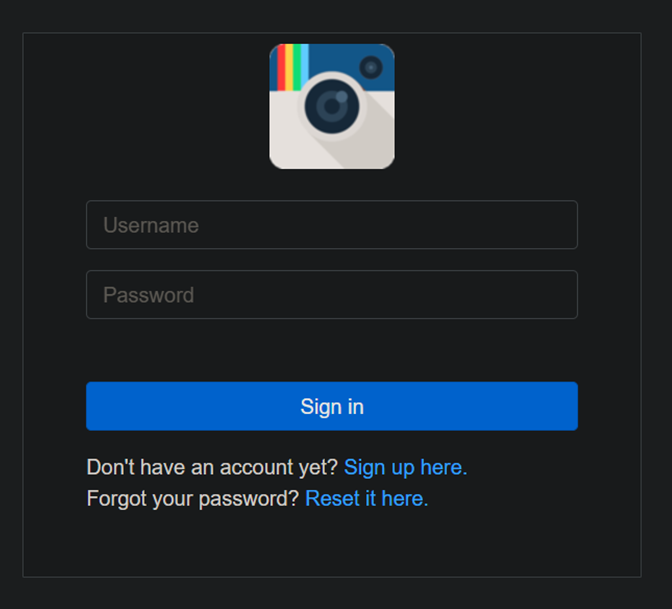 Username
Password
Sign in
Don't have an account yet? Sign up here.
Forgot your password? Reset it here.